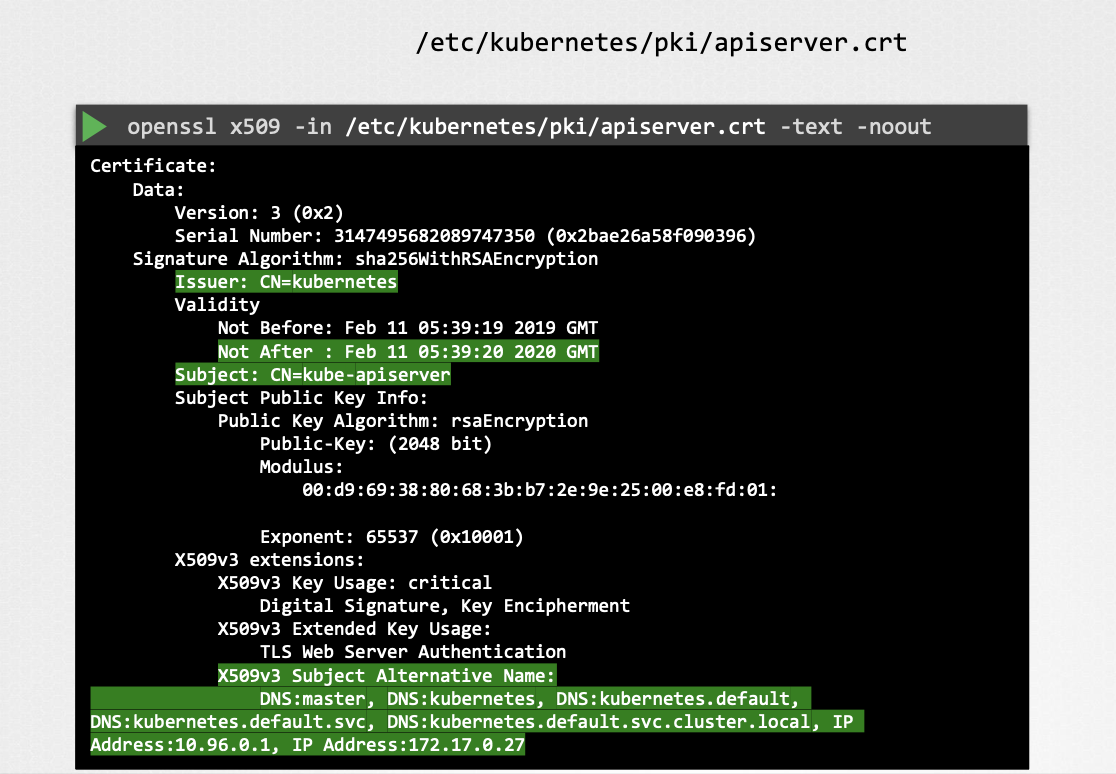 /etc/kubernetes/pki/apiserver.crt
openssl x509 -in /etc/kubernetes/pki/apiserver.crt -text -noout
Certificate:
Data:
Version: 3 (0x2)
Serial Number: 3147495682089747350 (0x2bae26a58f090396)
Signature Algorithm: sha256WithRSAEncryption
Issuer: CN=kubernetes
Validity
Not Before: Feb 11 05:39:19 2019 GMT
Not After : Feb 11 05:39:20 2020 GMT
Subject: CN=kube-apiserver
Subject Public Key Info:
Public Key Algorithm: rsaEncryption
Public-Key: (2048 bit)
Modulus:
00:d9:69:38:80:68:3b:b7:2e:9e:25:00:e8:fd:01:
Exponent: 65537 (0x10001)
X509v3 extensions:
X509v3 Key Usage: critical
Digital Signature, Key Encipherment
X509v3 Extended Key Usage:
TLS Web Server Authentication
X509v3 Subject Alternative Name:
DNS:master, DNS:kubernetes, DNS:kubernetes.default,
DNS:kubernetes.default.svc, DNS:kubernetes.default.svc.cluster.local, IP
Address:10.96.0.1, IP Address:172.17.0.27